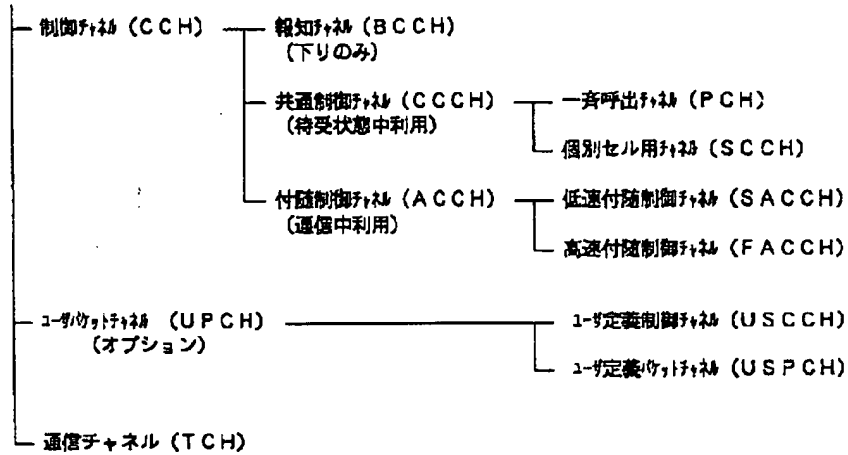 制御ﾁｬﾈﾙ (CCH)
報知ﾁｬﾈﾙ (BCCH)
(下りのみ)
共通制御ﾁｬﾈﾙ (CCCH)
(待受状態中利用)
一斉呼出ﾁｬﾈﾙ (PCH)
個別セル用ﾁｬﾈﾙ (SCCH)
付随制御ﾁｬﾈﾙ (ACCH)
(通信中利用)
低速付随制御ﾁｬﾈﾙ (SACCH)
高速付随制御ﾁｬﾈﾙ (FACCH)
ﾕｰｻﾞﾊﾟｹｯﾄﾁｬﾈﾙ (UPCH)
(オプション)
ﾕｰｻﾞ定義制御ﾁｬﾈﾙ (USCCH)
ﾕｰｻﾞ定義ﾊﾟｹｯﾄﾁｬﾈﾙ (USPCH)
通信チャネル (TCH)